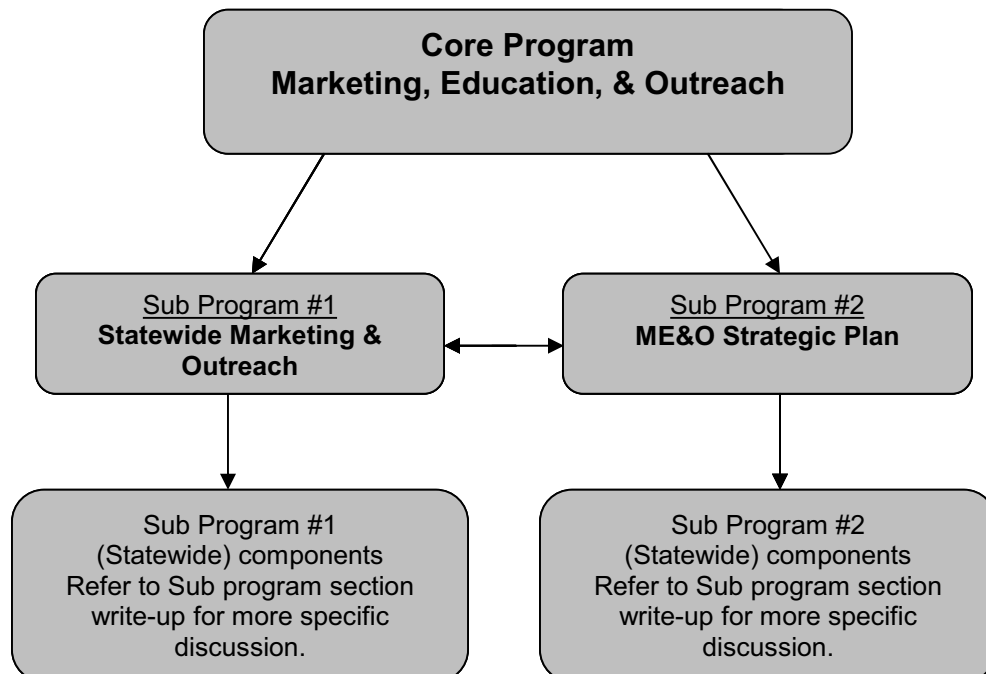 Core Program
Marketing, Education, & Outreach
Sub Program #1
Statewide Marketing &
Outreach
Sub Program #2
ME&O Strategic Plan
Sub Program #1
(Statewide) components
Refer to Sub program section
write-up for more specific
discussion.
Sub Program #2
(Statewide) components
Refer to Sub program section
write-up for more specific
discussion.